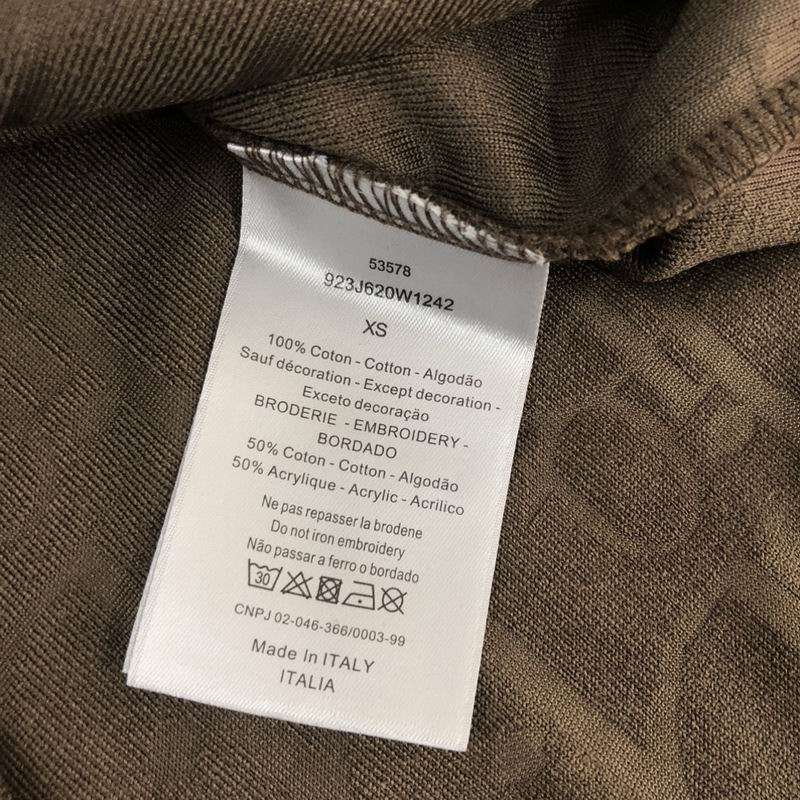 53578
923J620W1242
XS
100% Coton - Cotton - Algodão
Sauf décoration - Except decoration -
Exceto decoração
BRODERIE - EMBROIDERY -
BORDADO
50% Coton - Cotton - Algodão
50% Acrylique - Acrylic - Acrilico
Ne pas repasser la brodene
Do not iron embroidery
Não passar a ferro o bordado
30
CNPJ 02-046-366/0003-99
Made In ITALY
ITALIA